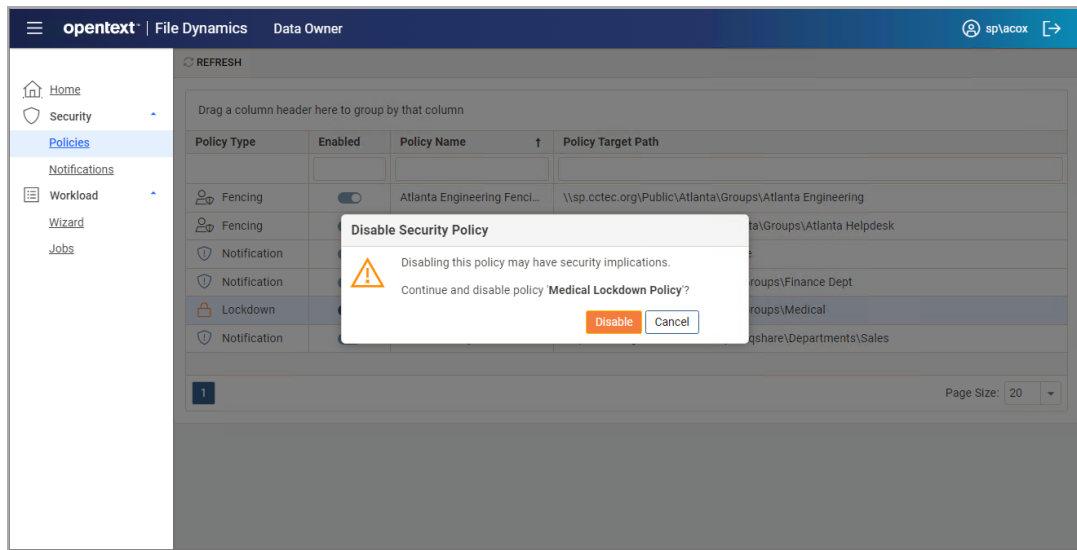 opentext™ | File Dynamics Data Owner sp\acox
REFRESH
Home
Security
Policies
Notifications
Workload
Wizard
Jobs
Drag a column header here to group by that column
Policy Type Enabled Policy Name ↑ Policy Target Path
Fencing Atlanta Engineering Fenci... \\sp.cctec.org\Public\Atlanta\Groups\Atlanta Engineering
Fencing ta\Groups\Atlanta Helpdesk
Notification
Notification roups\Finance Dept
Lockdown roups\Medical
Notification qshare\Departments\Sales
Disable Security Policy
Disabling this policy may have security implications.
Continue and disable policy 'Medical Lockdown Policy'?
Disable Cancel
1 Page Size: 20